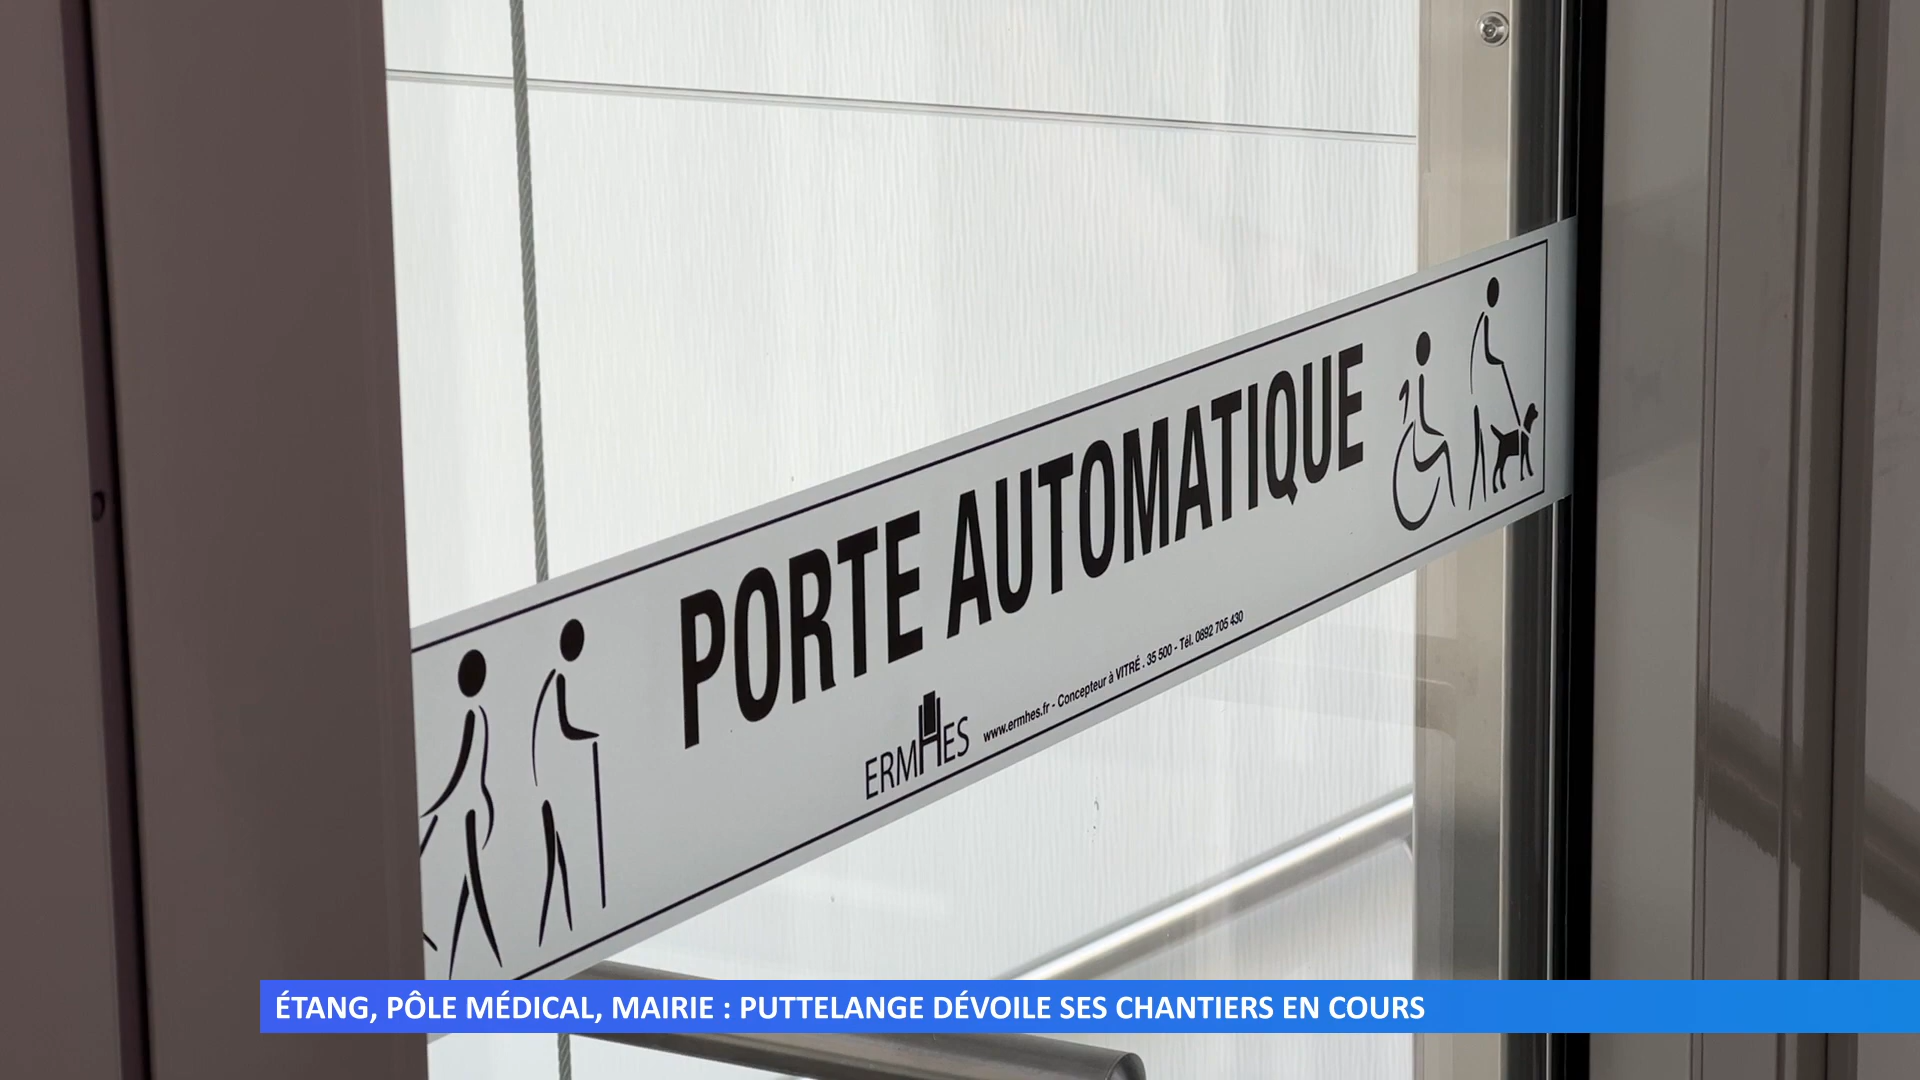 PORTE AUTOMATIQUE
ERMHES www.ermhes.fr - Concepteur à VITRÉ . 35 500 - Tél. 0892 705 430
ÉTANG, PÔLE MÉDICAL, MAIRIE : PUTTELANGE DÉVOILE SES CHANTIERS EN COURS